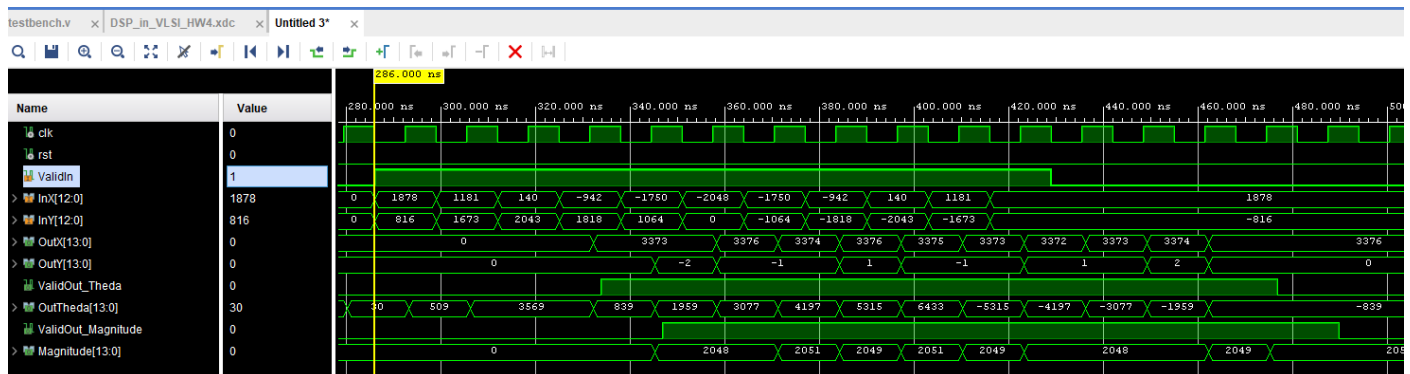 testbench.v × DSP_in_VLSI_HW4.xdc × Untitled 3* ×
286.000 ns
Name Value 280.000 ns 300.000 ns 320.000 ns 340.000 ns 360.000 ns 380.000 ns 400.000 ns 420.000 ns 440.000 ns 460.000 ns 480.000 ns 50
clk 0
rst 0
ValidIn 1
InX[12:0] 1878 0 1878 1181 140 -942 -1750 -2048 -1750 -942 140 1181 1878
InY[12:0] 816 0 816 1673 2043 1818 1064 0 -1064 -1818 -2043 -1673 -816
OutX[13:0] 0 0 3373 3376 3374 3376 3375 3373 3372 3373 3374 3376
OutY[13:0] 0 0 -2 -1 1 -1 1 2 0
ValidOut_Theda 0
OutTheda[13:0] 30 30 509 3569 839 1959 3077 4197 5315 6433 -5315 -4197 -3077 -1959 -839
ValidOut_Magnitude 0
Magnitude[13:0] 0 0 2048 2051 2049 2051 2049 2048 2049 205